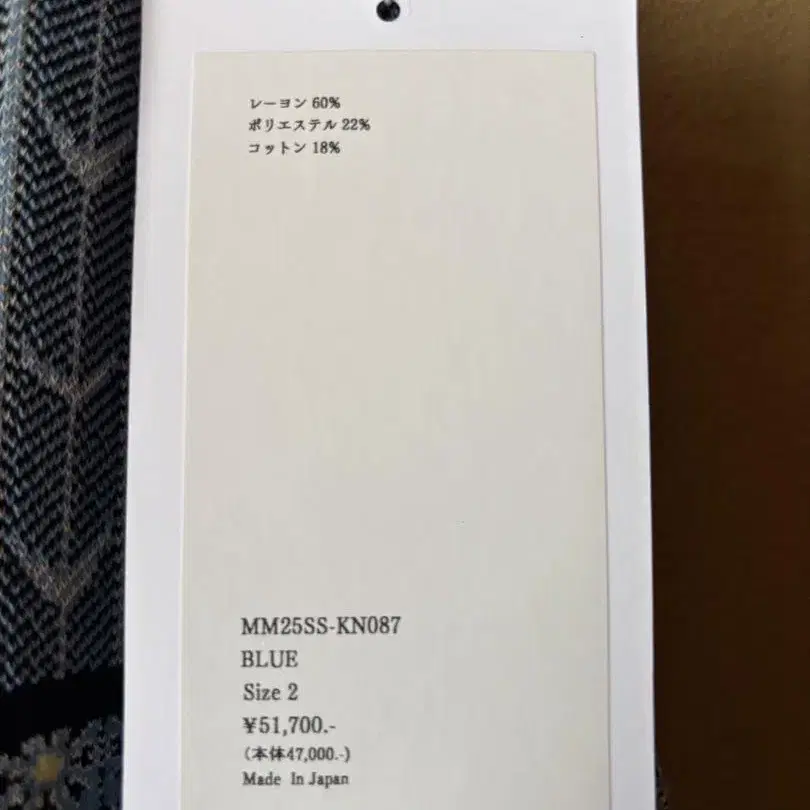 レーヨン 60%
ポリエステル 22%
コットン 18%
MM25SS-KN087
BLUE
Size 2
¥51,700.-
(本体47,000.-)
Made In Japan